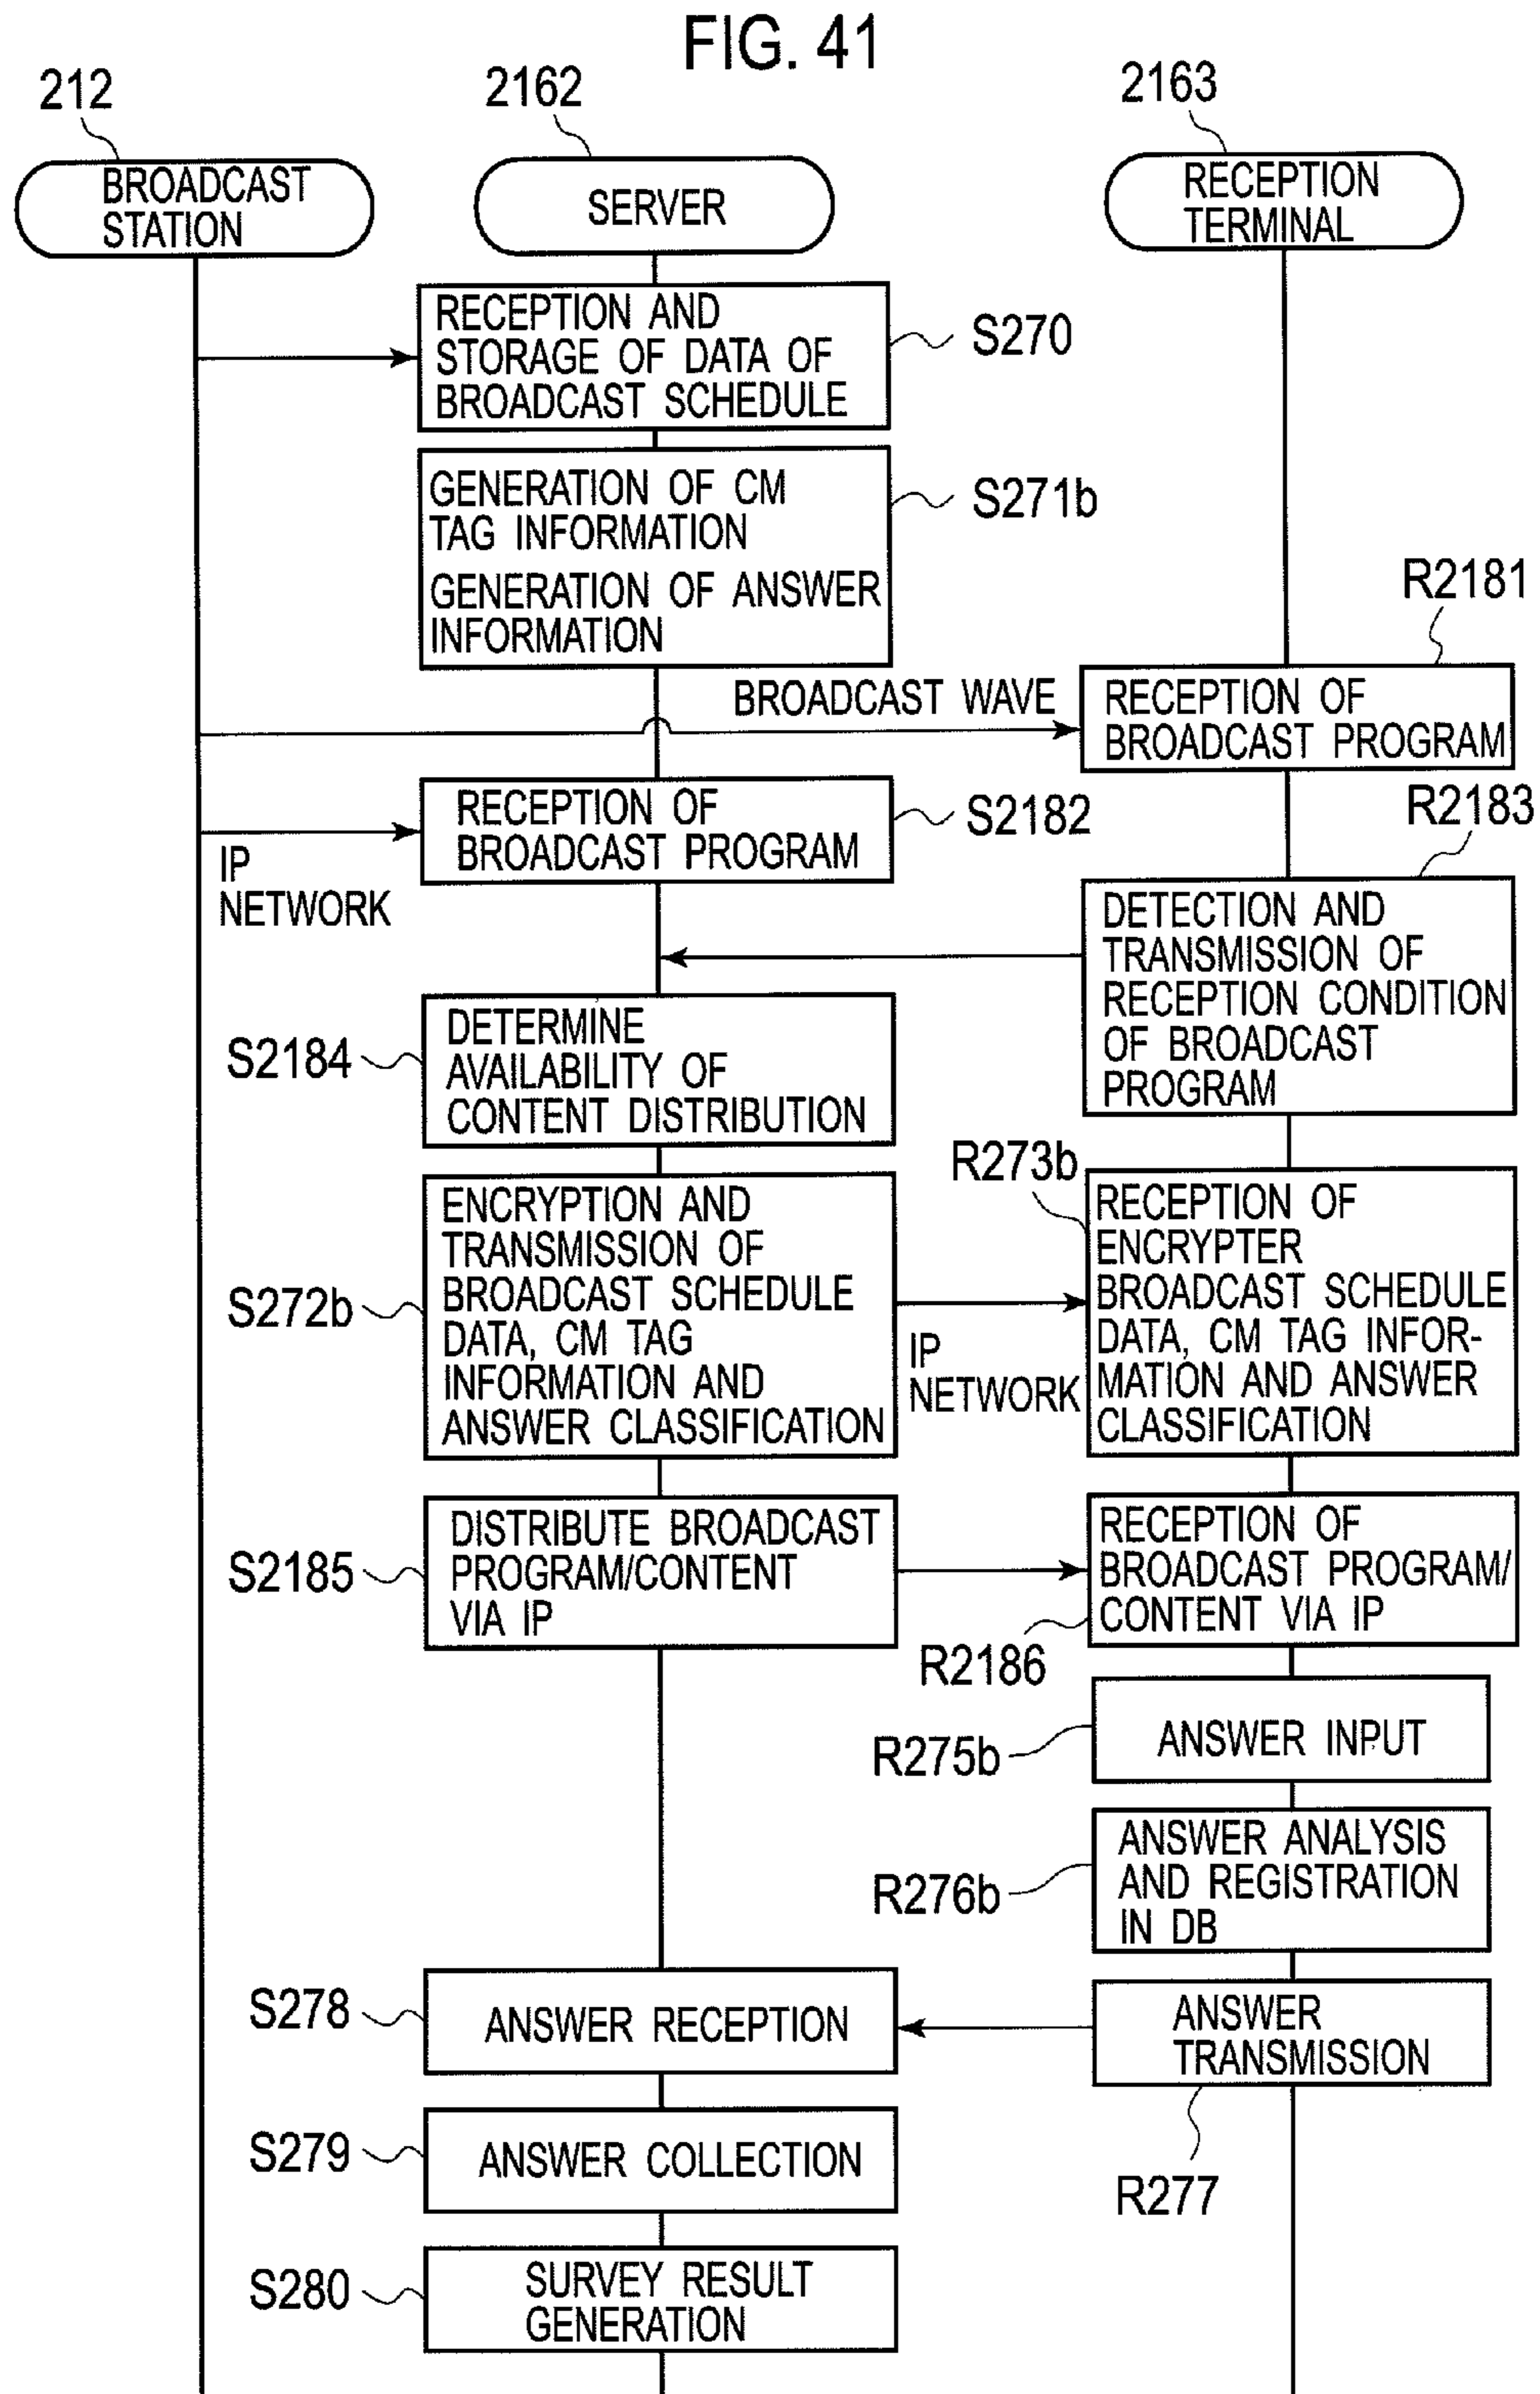 FIG. 41
212
2162
2163
BROADCAST
STATION
SERVER
RECEPTION
TERMINAL
RECEPTION AND
STORAGE OF DATA OF
BROADCAST SCHEDULE
S270
GENERATION OF CM
TAG INFORMATION
GENERATION OF ANSWER
INFORMATION
S271b
R2181
BROADCAST WAVE
RECEPTION OF
BROADCAST PROGRAM
RECEPTION OF
BROADCAST PROGRAM
S2182
R2183
IP
NETWORK
DETECTION AND
TRANSMISSION OF
RECEPTION CONDITION
OF BROADCAST
PROGRAM
S2184
DETERMINE
AVAILABILITY OF
CONTENT DISTRIBUTION
R273b
S272b
ENCRYPTION AND
TRANSMISSION OF
BROADCAST SCHEDULE
DATA, CM TAG
INFORMATION AND
ANSWER CLASSIFICATION
IP
NETWORK
RECEPTION OF
ENCRYPTER
BROADCAST SCHEDULE
DATA, CM TAG INFOR-
MATION AND ANSWER
CLASSIFICATION
S2185
DISTRIBUTE BROADCAST
PROGRAM/CONTENT
VIA IP
RECEPTION OF
BROADCAST PROGRAM/
CONTENT VIA IP
R2186
R275b
ANSWER INPUT
R276b
ANSWER ANALYSIS
AND REGISTRATION
IN DB
S278
ANSWER RECEPTION
ANSWER
TRANSMISSION
R277
S279
ANSWER COLLECTION
S280
SURVEY RESULT
GENERATION